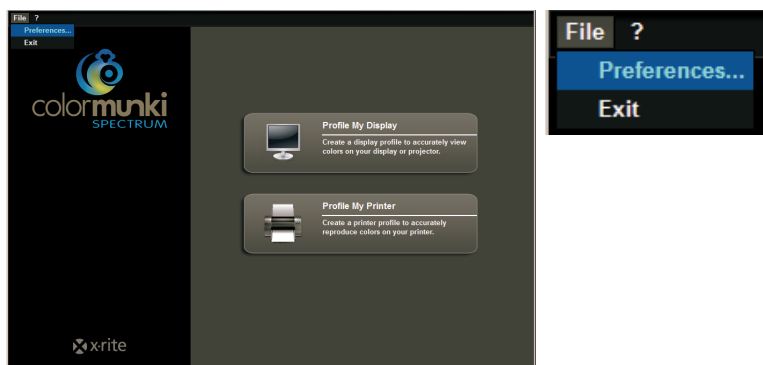 File ?
Preferences...
Exit
colormunki
SPECTRUM
Profile My Display
Create a display profile to accurately view
colors on your display or projector.
Profile My Printer
Create a printer profile to accurately
reproduce colors on your printer.
x·rite
File ?
Preferences...
Exit